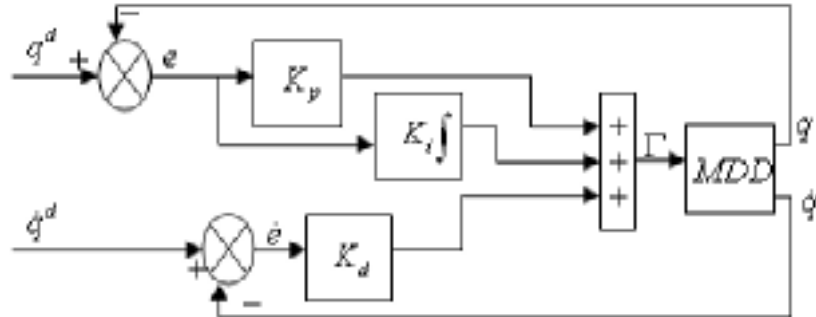 −
q^d
+
e
K_p
K_i ∫
+
+
+
Γ
MDD
q
q̇
q̇^d
+
ė
K_d
−